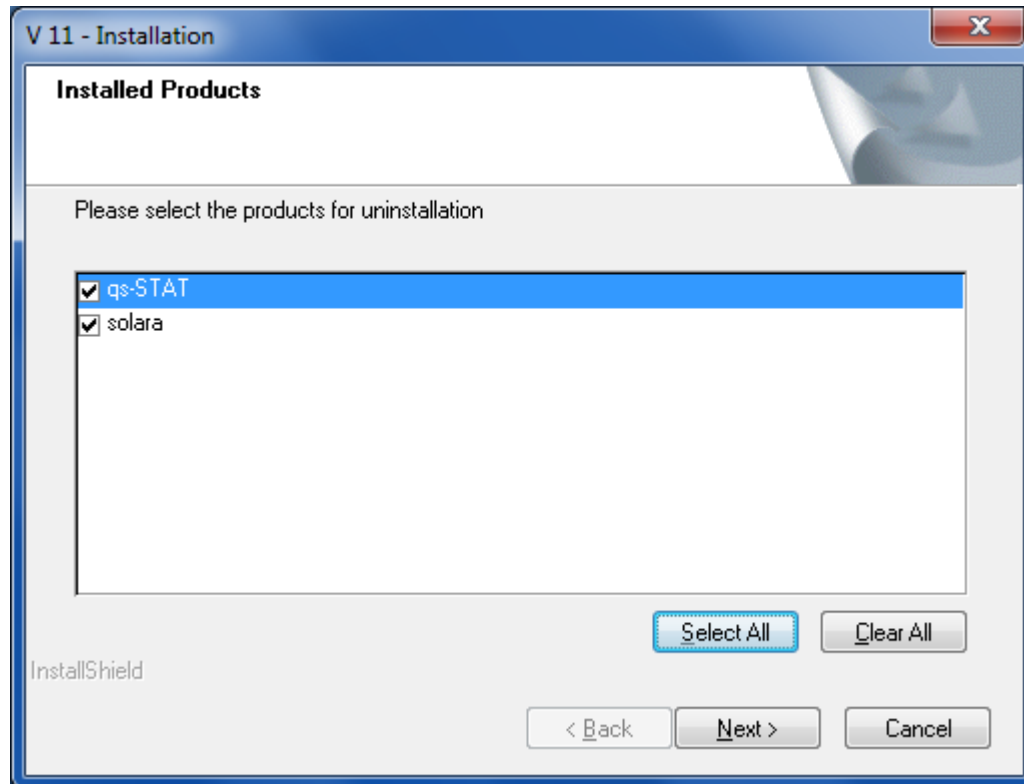 V 11 - Installation
Installed Products
Please select the products for uninstallation
qs-STAT
solara
Select All Clear All
InstallShield
< Back Next > Cancel